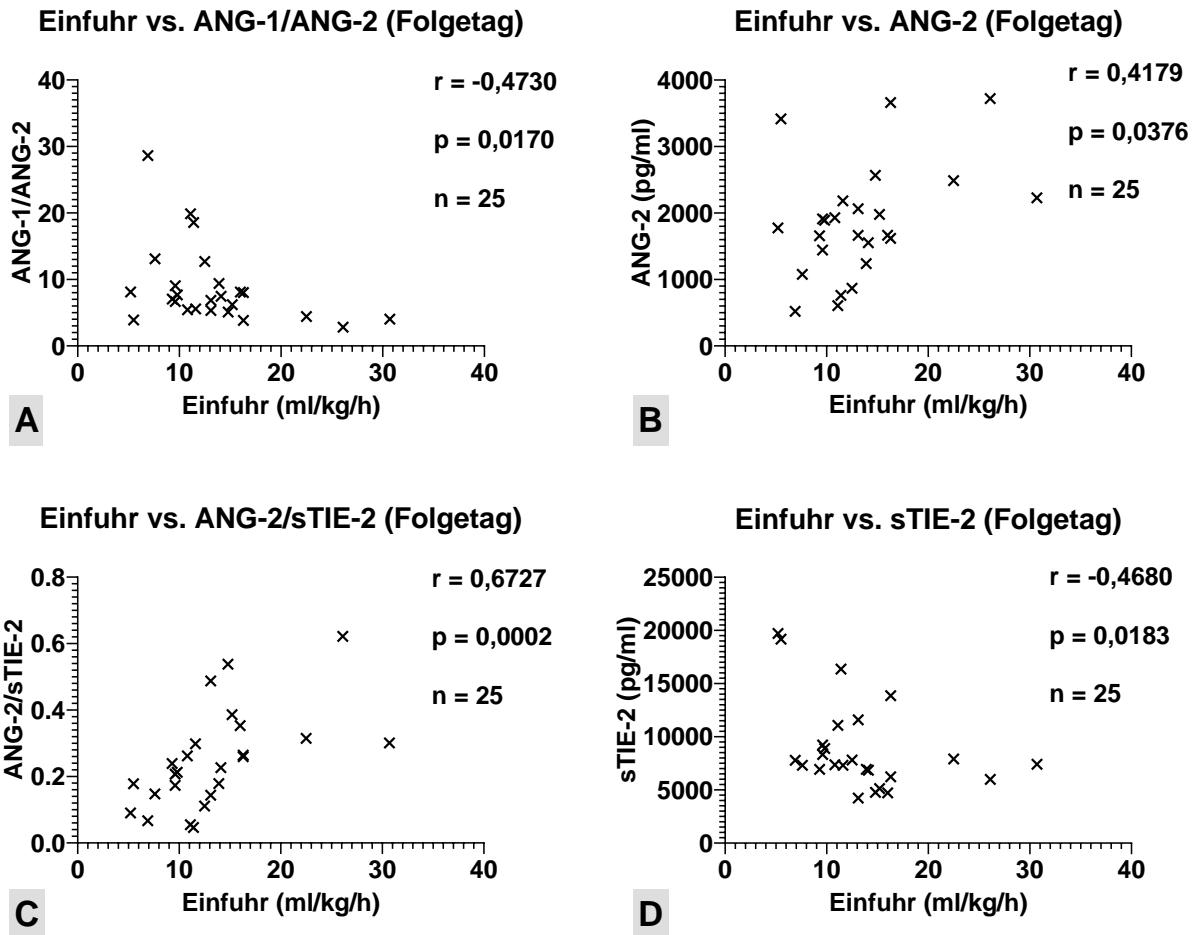 Einfuhr vs. ANG-1/ANG-2 (Folgetag)
r = -0,4730
p = 0,0170
n = 25
ANG-1/ANG-2
40
30
20
10
0
0 10 20 30 40
Einfuhr (ml/kg/h)
A
Einfuhr vs. ANG-2 (Folgetag)
r = 0,4179
p = 0,0376
n = 25
ANG-2 (pg/ml)
4000
3000
2000
1000
0
0 10 20 30 40
Einfuhr (ml/kg/h)
B
Einfuhr vs. ANG-2/sTIE-2 (Folgetag)
r = 0,6727
p = 0,0002
n = 25
ANG-2/sTIE-2
0.8
0.6
0.4
0.2
0.0
0 10 20 30 40
Einfuhr (ml/kg/h)
C
Einfuhr vs. sTIE-2 (Folgetag)
r = -0,4680
p = 0,0183
n = 25
sTIE-2 (pg/ml)
25000
20000
15000
10000
5000
0
0 10 20 30 40
Einfuhr (ml/kg/h)
D